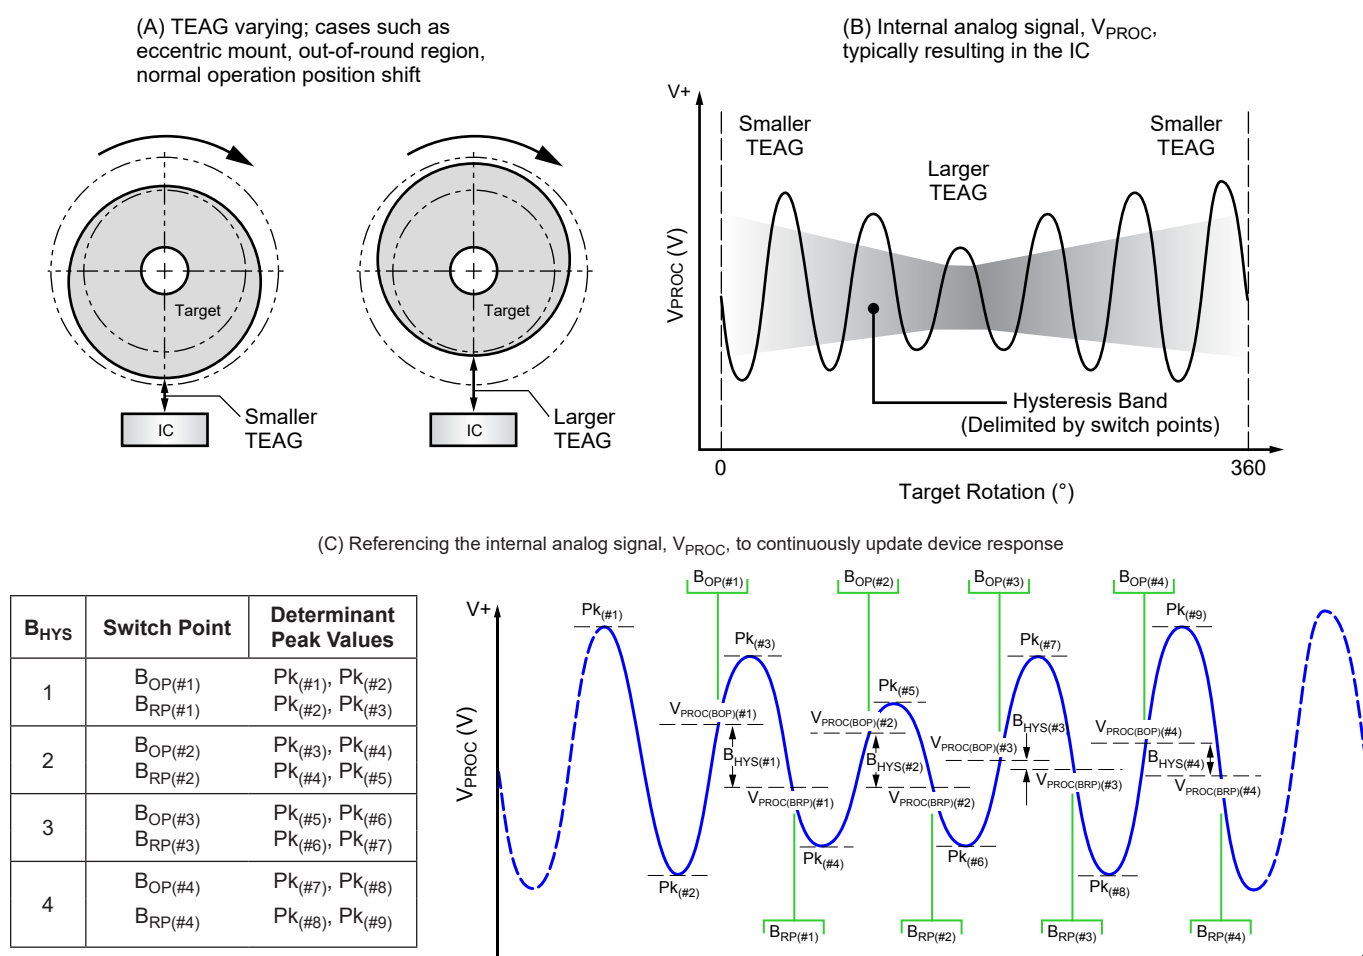 (A) TEAG varying; cases such as
eccentric mount, out-of-round region,
normal operation position shift
Target
IC
Smaller
TEAG
Target
IC
Larger
TEAG
(B) Internal analog signal, VPROC,
typically resulting in the IC
V+
Smaller
TEAG
Larger
TEAG
Smaller
TEAG
VPROC (V)
Hysteresis Band
(Delimited by switch points)
0
360
Target Rotation (°)
(C) Referencing the internal analog signal, VPROC, to continuously update device response
BHYS Switch Point Determinant
Peak Values
1
BOP(#1) Pk(#1), Pk(#2)
BRP(#1) Pk(#2), Pk(#3)
2
BOP(#2) Pk(#3), Pk(#4)
BRP(#2) Pk(#4), Pk(#5)
3
BOP(#3) Pk(#5), Pk(#6)
BRP(#3) Pk(#6), Pk(#7)
4
BOP(#4) Pk(#7), Pk(#8)
BRP(#4) Pk(#8), Pk(#9)
V+
VPROC (V)
BOP(#1)
BOP(#2)
BOP(#3)
BOP(#4)
Pk(#1)
Pk(#3)
Pk(#5)
Pk(#7)
Pk(#9)
VPROC(BOP)(#1)
VPROC(BOP)(#2)
VPROC(BOP)(#3)
VPROC(BOP)(#4)
BHYS(#1)
BHYS(#2)
BHYS(#3)
BHYS(#4)
VPROC(BRP)(#1)
VPROC(BRP)(#2)
VPROC(BRP)(#3)
VPROC(BRP)(#4)
Pk(#2)
Pk(#4)
Pk(#6)
Pk(#8)
BRP(#1)
BRP(#2)
BRP(#3)
BRP(#4)